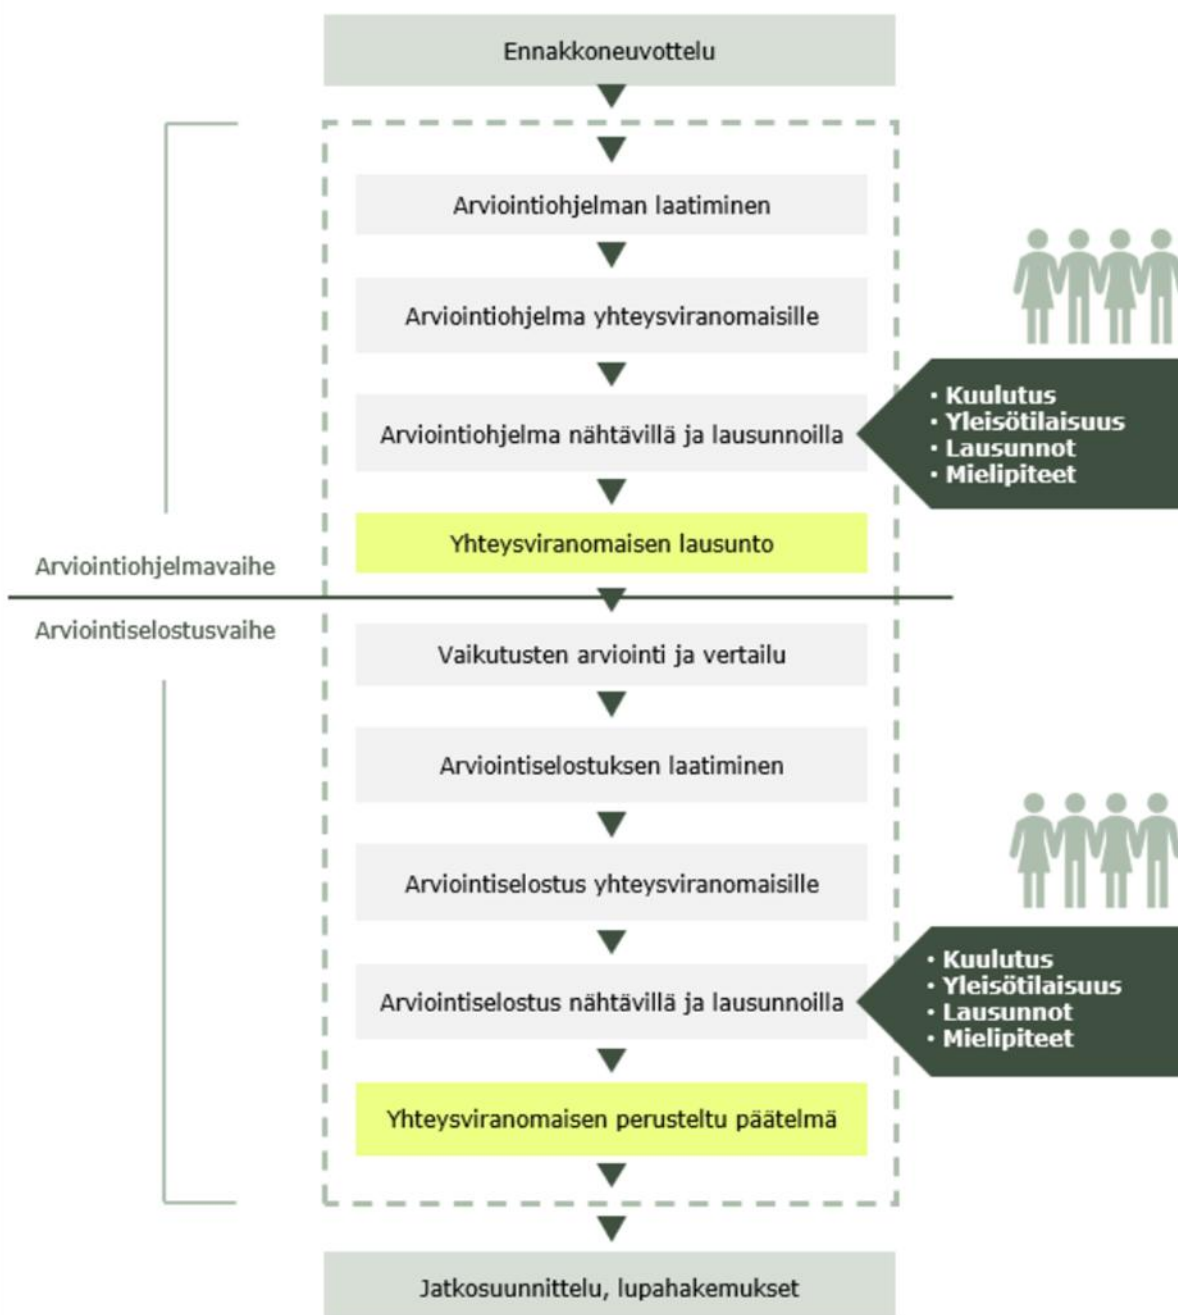 Ennakkoneuvottelu
Arviointiohjelman laatiminen
Arviointiohjelma yhteysviranomaisille
Arviointiohjelma nähtävillä ja lausunnoilla
• Kuulutus
• Yleisötilaisuus
• Lausunnot
• Mielipiteet
Yhteysviranomaisen lausunto
Arviointiohjelmavaihe
Arviointiselostusvaihe
Vaikutusten arviointi ja vertailu
Arviointiselostuksen laatiminen
Arviointiselostus yhteysviranomaisille
Arviointiselostus nähtävillä ja lausunnoilla
• Kuulutus
• Yleisötilaisuus
• Lausunnot
• Mielipiteet
Yhteysviranomaisen perusteltu päätelmä
Jatkosuunnittelu, lupahakemukset